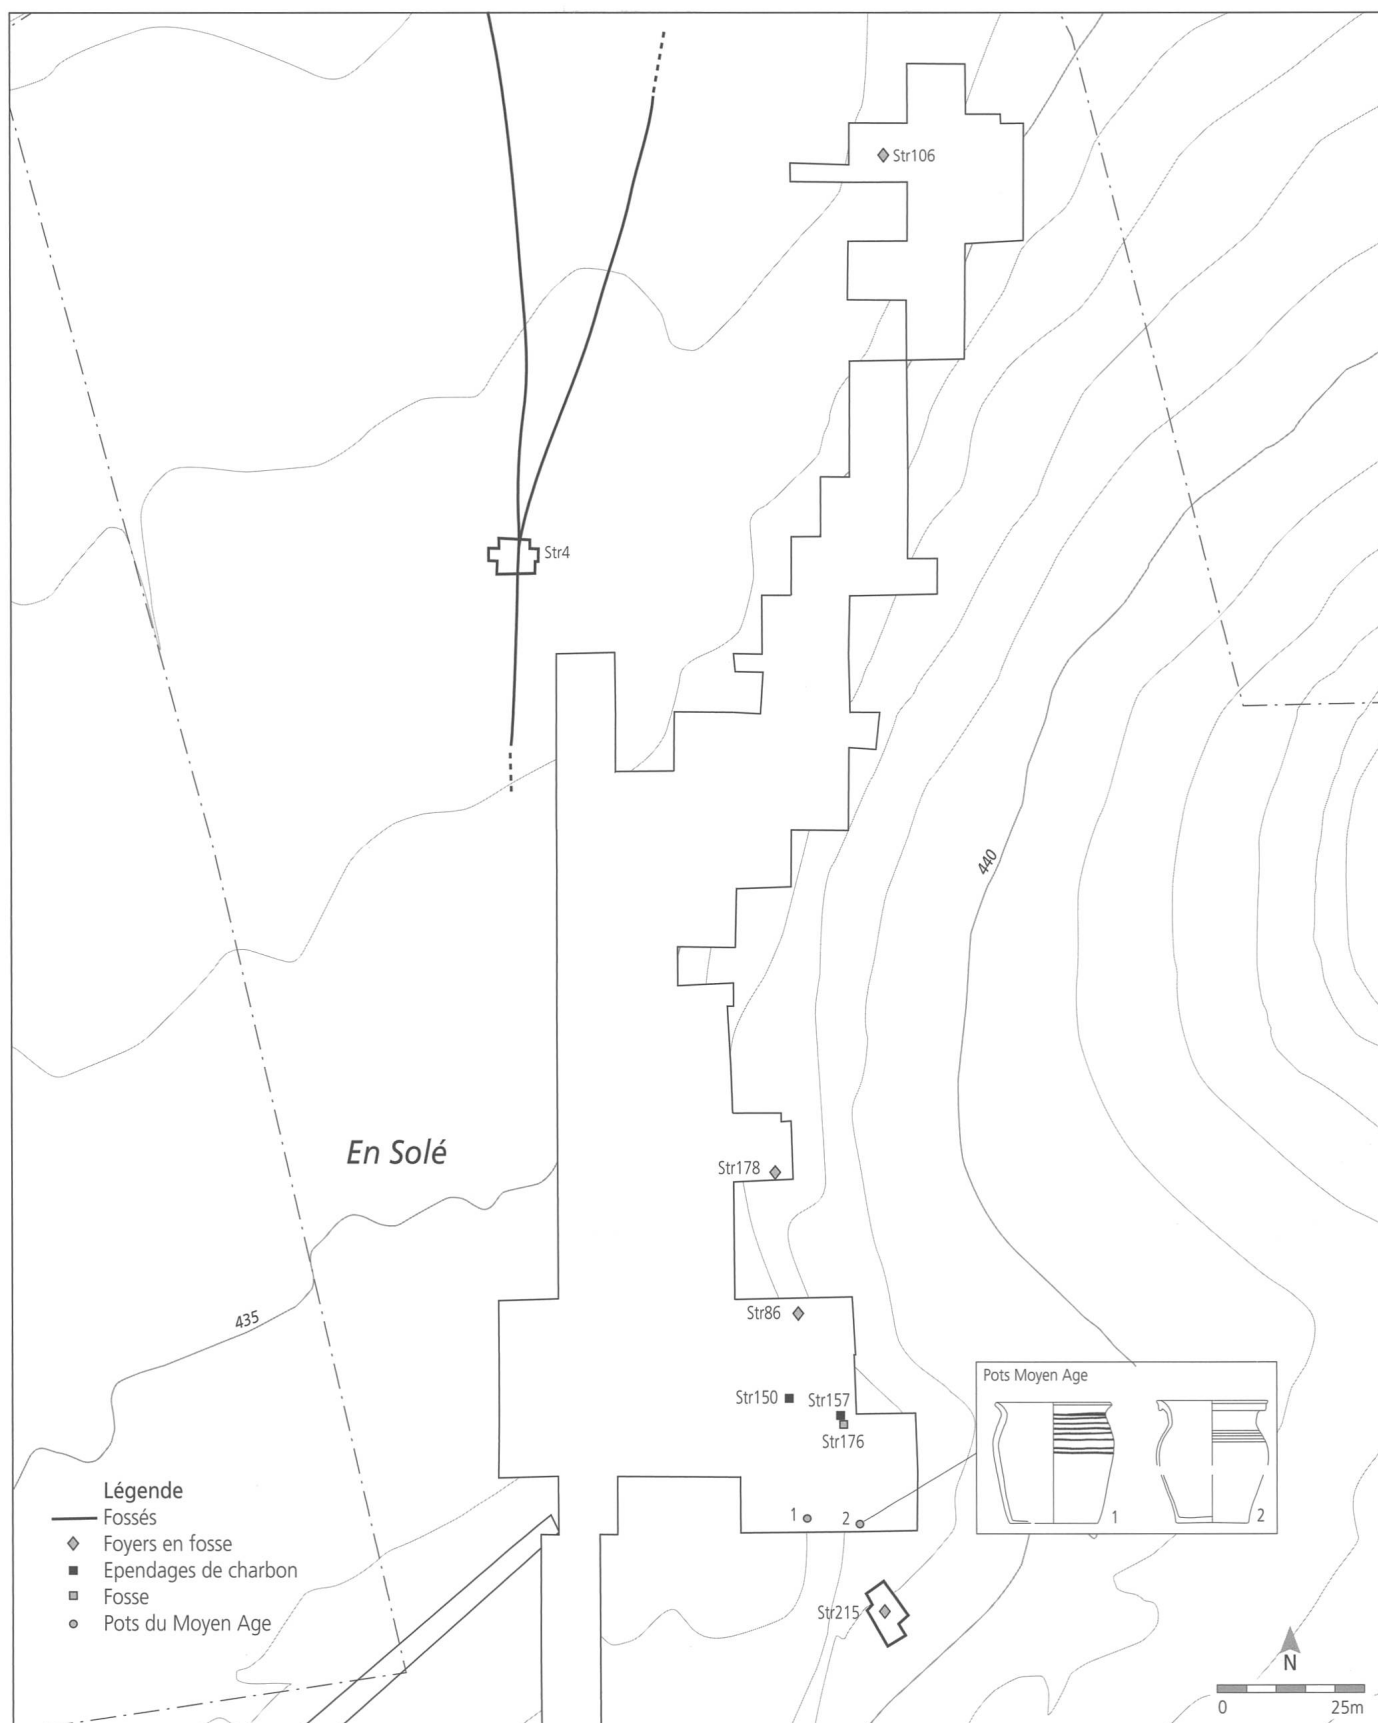 Str106
Str4
440
En Solé
Str178
435
Str86
Pots Moyen Age
Str150
Str157
Str176
1
2
1
2
Légende
Fossés
Foyers en fosse
Ependages de charbon
Fosse
Pots du Moyen Age
Str215
N
0 25m